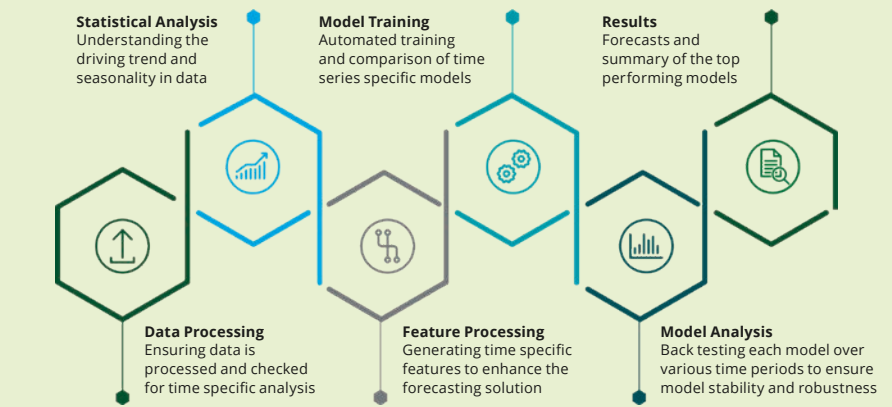 Statistical Analysis
Understanding the
driving trend and
seasonality in data
Model Training
Automated training
and comparison of time
series specific models
Results
Forecasts and
summary of the top
performing models
Data Processing
Ensuring data is
processed and checked
for time specific analysis
Feature Processing
Generating time specific
features to enhance the
forecasting solution
Model Analysis
Back testing each model over
various time periods to ensure
model stability and robustness